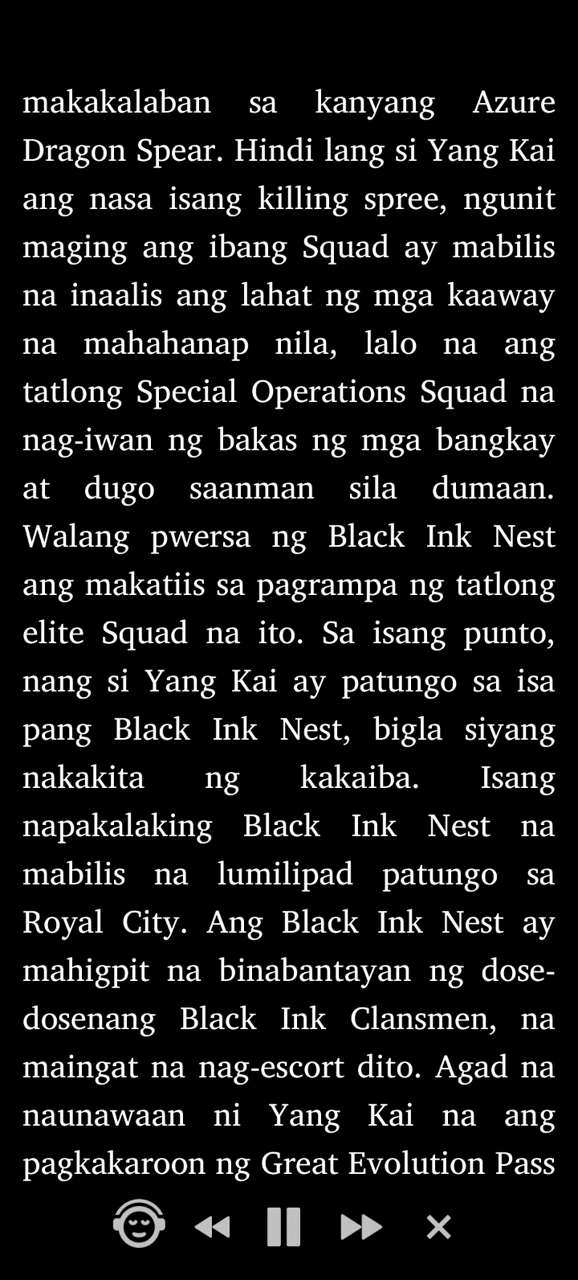 makakalaban sa kanyang Azure
Dragon Spear. Hindi lang si Yang Kai
ang nasa isang killing spree, ngunit
maging ang ibang Squad ay mabilis
na inaalis ang lahat ng mga kaaway
na mahahanap nila, lalo na ang
tatlong Special Operations Squad na
nag-iwan ng bakas ng mga bangkay
at dugo saanman sila dumaan.
Walang pwersa ng Black Ink Nest
ang makatiis sa pagrampa ng tatlong
elite Squad na ito. Sa isang punto,
nang si Yang Kai ay patungo sa isa
pang Black Ink Nest, bigla siyang
nakakita ng kakaiba. Isang
napakalaking Black Ink Nest na
mabilis na lumilipad patungo sa
Royal City. Ang Black Ink Nest ay
mahigpit na binabantayan ng dose-
dosenang Black Ink Clansmen, na
maingat na nag-escort dito. Agad na
naunawaan ni Yang Kai na ang
pagkakaroon ng Great Evolution Pass